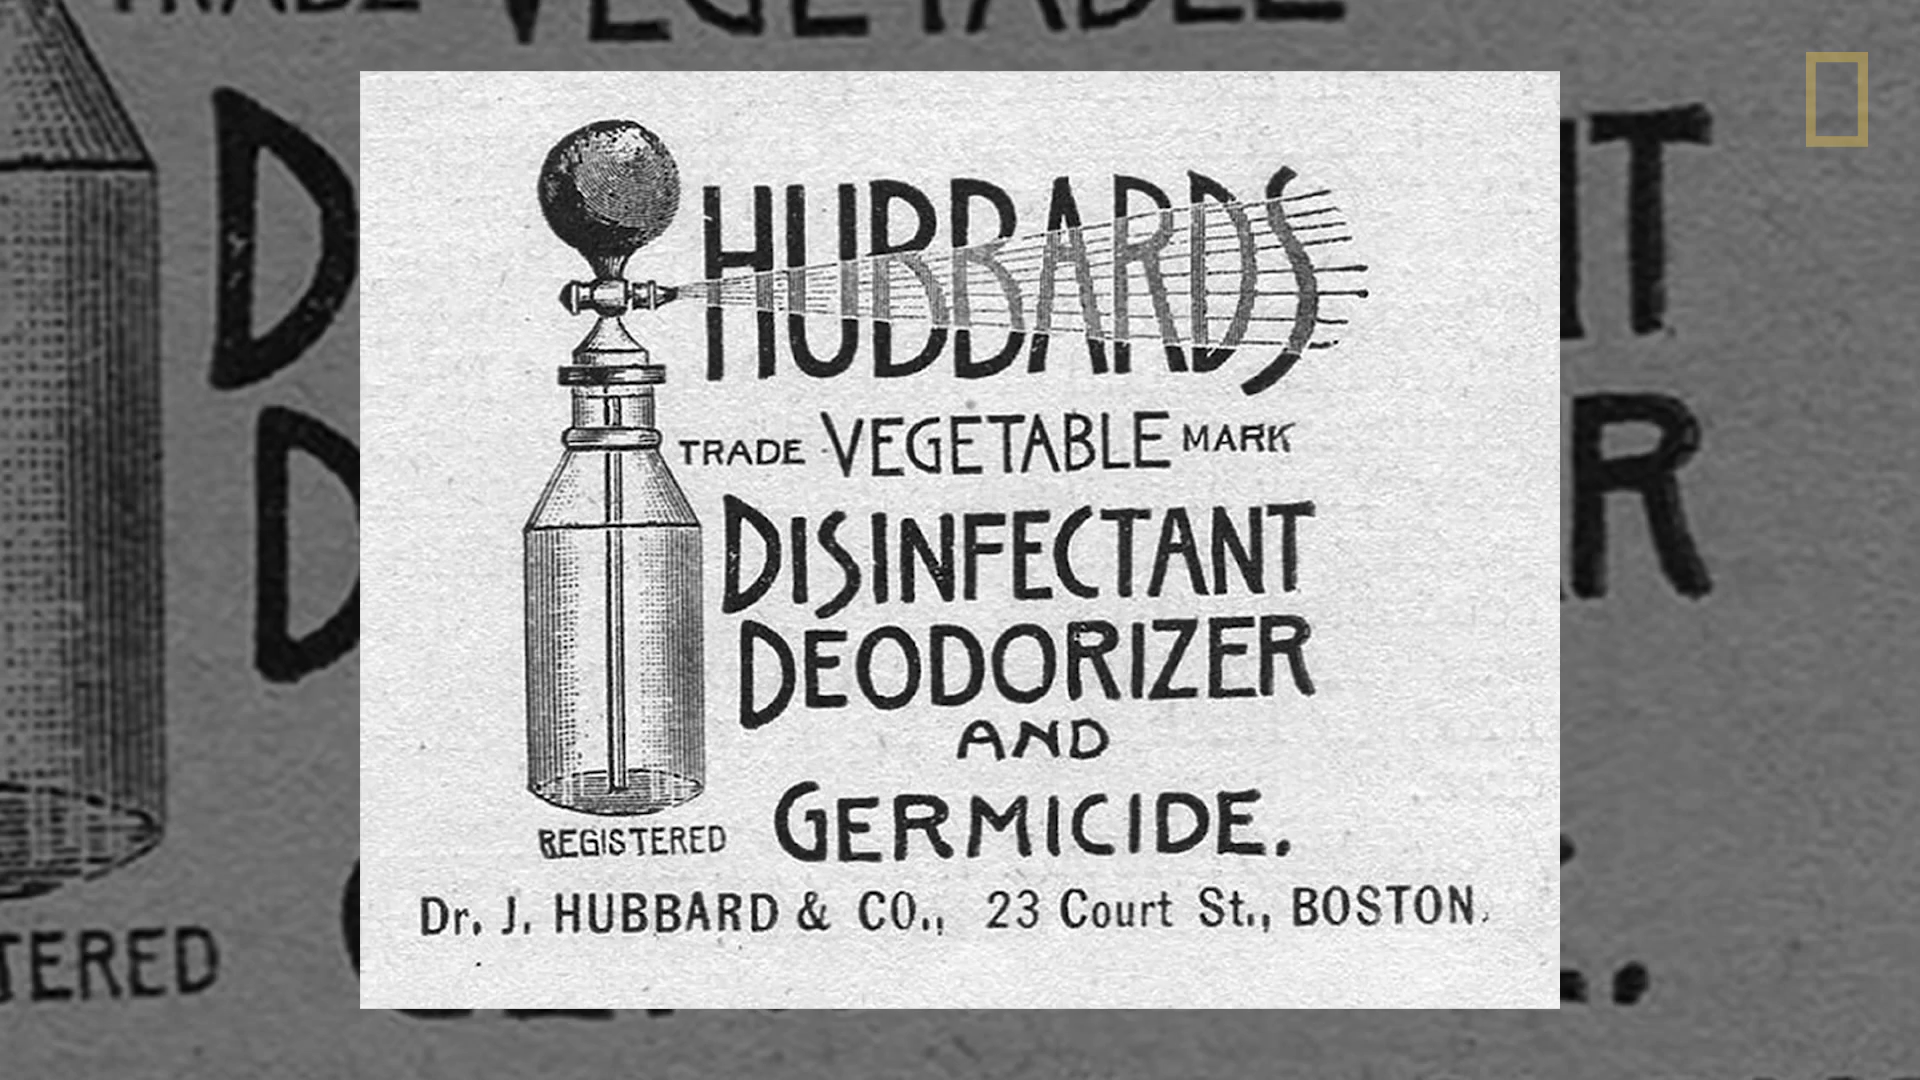 HUBBARDS
TRADE VEGETABLE MARK
DISINFECTANT
DEODORIZER
AND
GERMICIDE.
REGISTERED
Dr. J. HUBBARD & CO., 23 Court St., BOSTON.